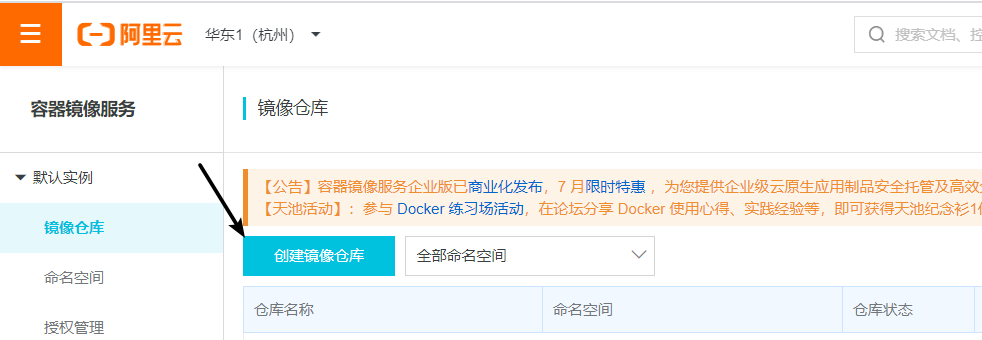 阿里云 华东1（杭州） 搜索文档、控
容器镜像服务 镜像仓库
默认实例
【公告】容器镜像服务企业版已商业化发布，7 月限时特惠 ，为您提供企业级云原生应用制品安全托管及高效
【天池活动】：参与 Docker 练习场活动，在论坛分享 Docker 使用心得、实践经验等，即可获得天池纪念衫1
镜像仓库
创建镜像仓库 全部命名空间
命名空间
仓库名称 命名空间 仓库状态
授权管理